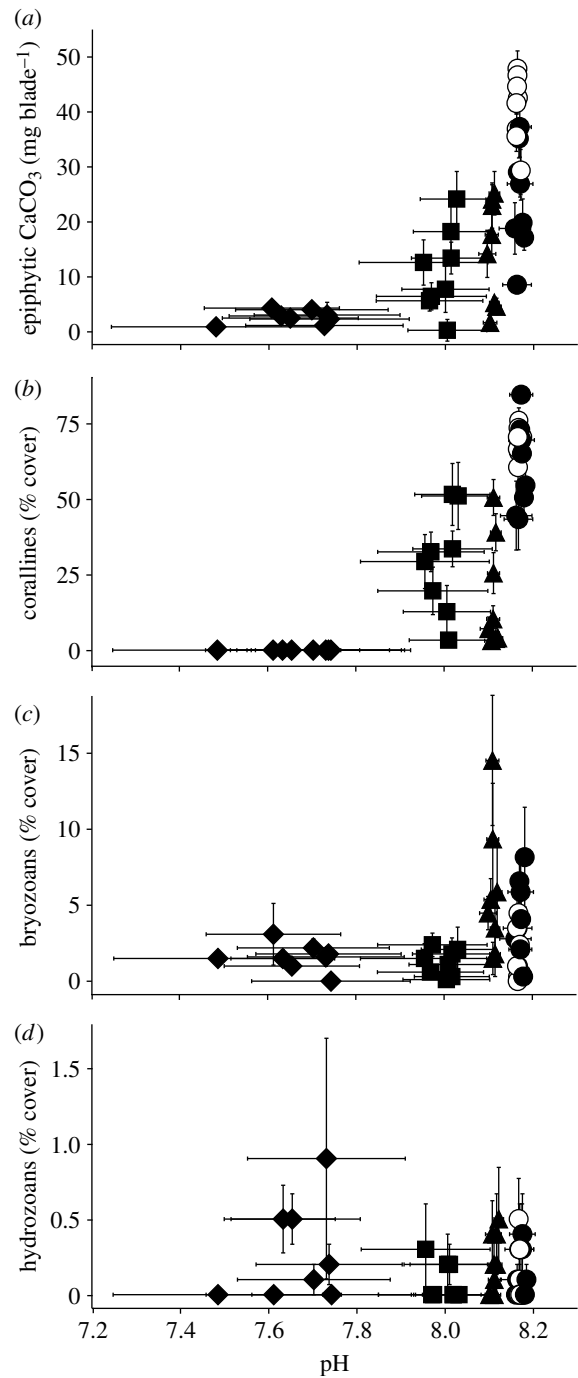 (a)
epiphytic CaCO3 (mg blade−1)
50
40
30
20
10
0
(b)
corallines (% cover)
75
50
25
0
(c)
bryozoans (% cover)
15
10
5
0
(d)
hydrozoans (% cover)
1.5
1.0
0.5
0
7.2 7.4 7.6 7.8 8.0 8.2
pH